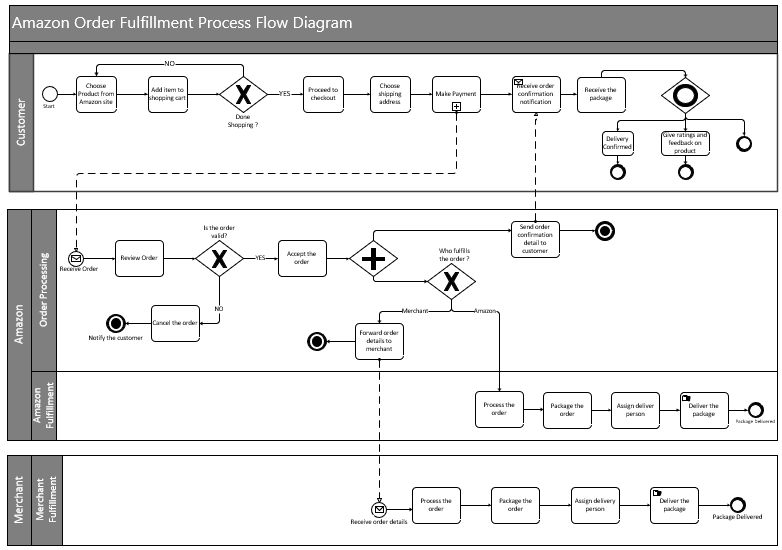 Amazon Order Fulfillment Process Flow Diagram
Customer
NO
Start
Choose
Product from
Amazon site
Add item to
shopping cart
X
Done
Shopping ?
YES
Proceed to
checkout
Choose
shipping
address
Make Payment
Receive order
confirmation
notification
Receive the
package
Delivery
Confirmed
Give ratings and
feedback on
product
Amazon
Order Processing
Receive Order
Review Order
Is the order
valid?
X
YES
NO
Cancel the order
Notify the customer
Accept the
order
Send order
confirmation
detail to
customer
Who fulfills
the order ?
X
Merchant
Amazon
Forward order
details to
merchant
Amazon
Fulfillment
Process the
order
Package the
order
Assign deliver
person
Deliver the
package
Package Delivered
Merchant
Merchant
Fulfillment
Receive order details
Process the
order
Package the
order
Assign delivery
person
Deliver the
package
Package Delivered